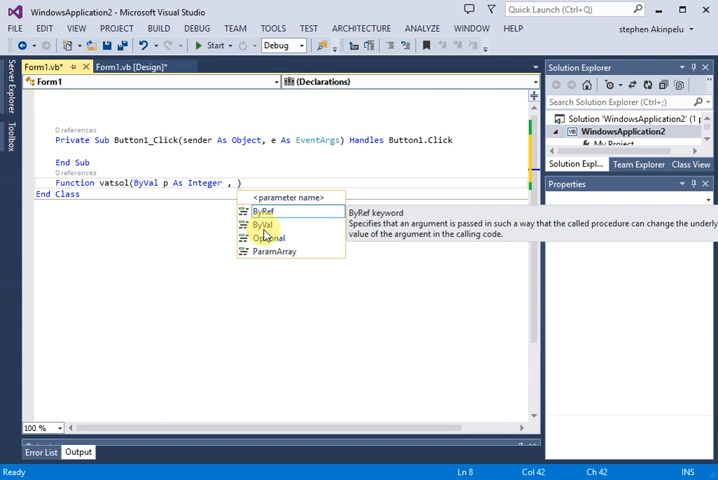 WindowsApplication2 - Microsoft Visual Studio
Quick Launch (Ctrl+Q)
FILE EDIT VIEW PROJECT BUILD DEBUG TEAM TOOLS TEST ARCHITECTURE ANALYZE WINDOW HELP
stephen Akinpelu
Start Debug
Server Explorer
Toolbox
Form1.vb* Form1.vb [Design]*
Form1 (Declarations)
0 references
Private Sub Button1_Click(sender As Object, e As EventArgs) Handles Button1.Click
End Sub
0 references
Function vatsol(ByVal p As Integer , )
End Class
<parameter name>
ByRef
ByVal
Optional
ParamArray
ByRef keyword
Specifies that an argument is passed in such a way that the called procedure can change the underly
value of the argument in the calling code.
100 %
Error List Output
Ready Ln 8 Col 42 Ch 42 INS
Solution Explorer
Search Solution Explorer (Ctrl+;)
Solution 'WindowsApplication2' (1 p
WindowsApplication2
My Project
Solution Expl... Team Explorer Class View
Properties